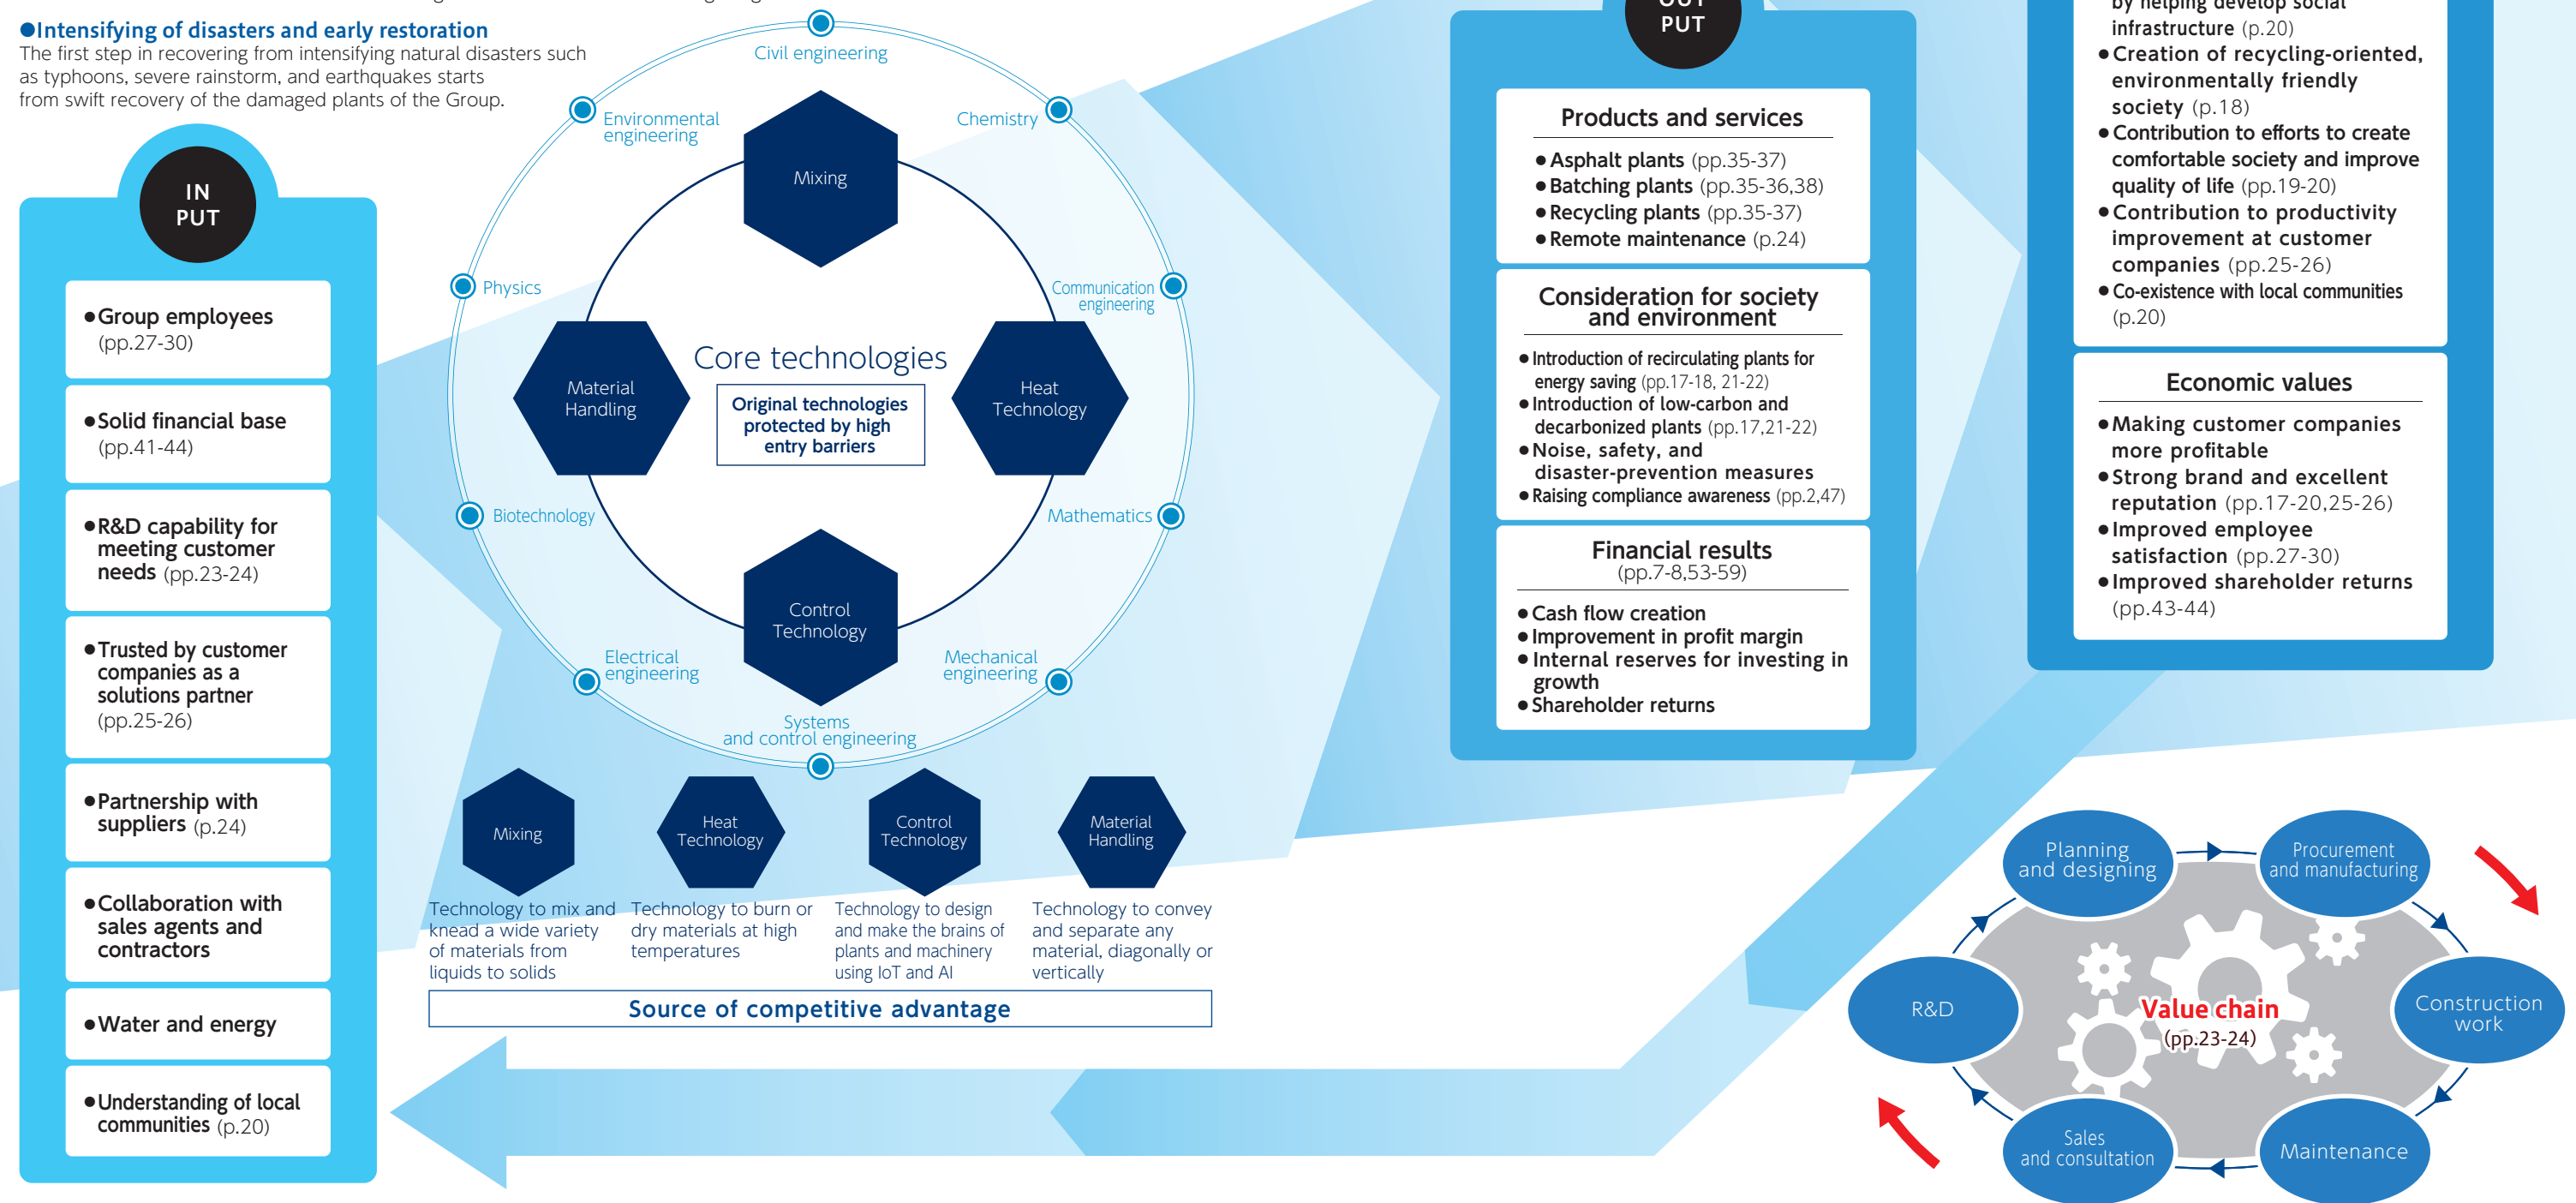 ●Intensifying of disasters and early restoration
The first step in recovering from intensifying natural disasters such
as typhoons, severe rainstorm, and earthquakes starts
from swift recovery of the damaged plants of the Group.
IN
PUT
●Group employees
(pp.27-30)
●Solid financial base
(pp.41-44)
●R&D capability for
meeting customer
needs (pp.23-24)
●Trusted by customer
companies as a
solutions partner
(pp.25-26)
●Partnership with
suppliers (p.24)
●Collaboration with
sales agents and
contractors
●Water and energy
●Understanding of local
communities (p.20)
Civil engineering
Environmental
engineering
Chemistry
Physics
Communication
engineering
Biotechnology
Mathematics
Electrical
engineering
Mechanical
engineering
Systems
and control engineering
Mixing
Material
Handling
Core technologies
Original technologies
protected by high
entry barriers
Heat
Technology
Control
Technology
Mixing
Technology to mix and
knead a wide variety
of materials from
liquids to solids
Heat
Technology
Technology to burn or
dry materials at high
temperatures
Control
Technology
Technology to design
and make the brains of
plants and machinery
using IoT and AI
Material
Handling
Technology to convey
and separate any
material, diagonally or
vertically
Source of competitive advantage
OUT
PUT
Products and services
●Asphalt plants (pp.35-37)
●Batching plants (pp.35-36,38)
●Recycling plants (pp.35-37)
●Remote maintenance (p.24)
Consideration for society
and environment
●Introduction of recirculating plants for
energy saving (pp.17-18, 21-22)
●Introduction of low-carbon and
decarbonized plants (pp.17,21-22)
●Noise, safety, and
disaster-prevention measures
●Raising compliance awareness (pp.2,47)
Financial results
(pp.7-8,53-59)
●Cash flow creation
●Improvement in profit margin
●Internal reserves for investing in
growth
●Shareholder returns
by helping develop social
infrastructure (p.20)
●Creation of recycling-oriented,
environmentally friendly
society (p.18)
●Contribution to efforts to create
comfortable society and improve
quality of life (pp.19-20)
●Contribution to productivity
improvement at customer
companies (pp.25-26)
●Co-existence with local communities
(p.20)
Economic values
●Making customer companies
more profitable
●Strong brand and excellent
reputation (pp.17-20,25-26)
●Improved employee
satisfaction (pp.27-30)
●Improved shareholder returns
(pp.43-44)
Planning
and designing
Procurement
and manufacturing
R&D
Value chain
(pp.23-24)
Construction
work
Sales
and consultation
Maintenance